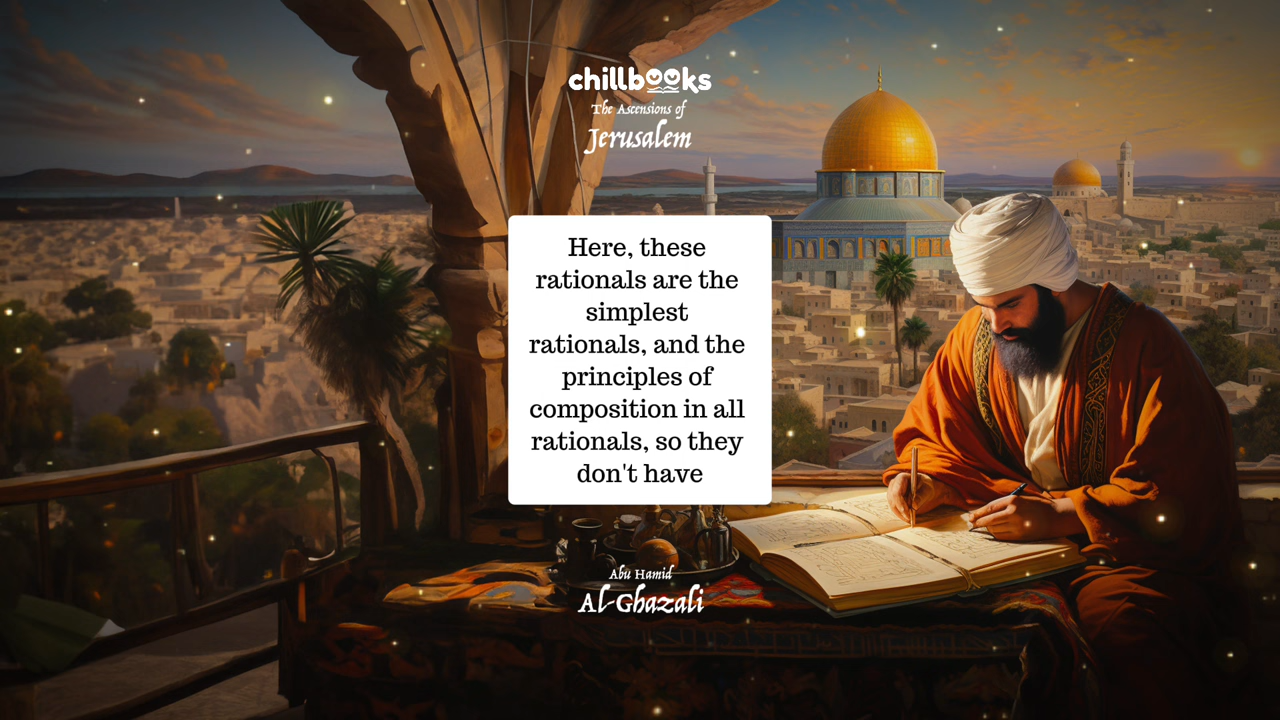 chillbooks
The Ascensions of
Jerusalem
Here, these
rationals are the
simplest
rationals, and the
principles of
composition in all
rationals, so they
don't have
Abu Hamid
Al-Ghazali